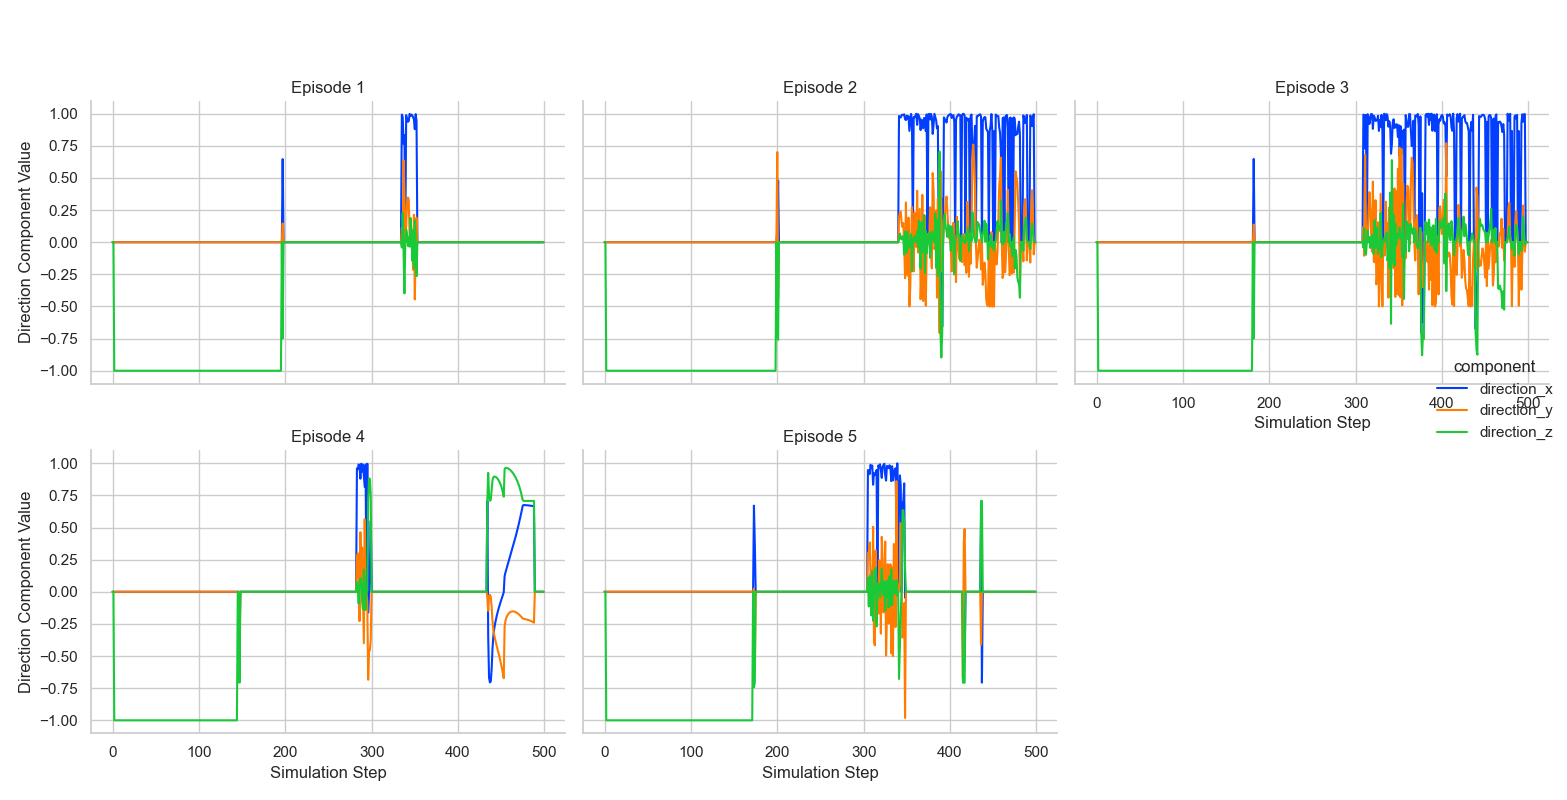 Episode 1
Episode 2
Episode 3
1.00
0.75
0.50
0.25
0.00
−0.25
−0.50
−0.75
−1.00
Direction Component Value
0 100 200 300 400 500
Simulation Step
component
direction_x
direction_y
direction_z
Episode 4
Episode 5
1.00
0.75
0.50
0.25
0.00
−0.25
−0.50
−0.75
−1.00
Direction Component Value
0 100 200 300 400 500
Simulation Step
0 100 200 300 400 500
Simulation Step